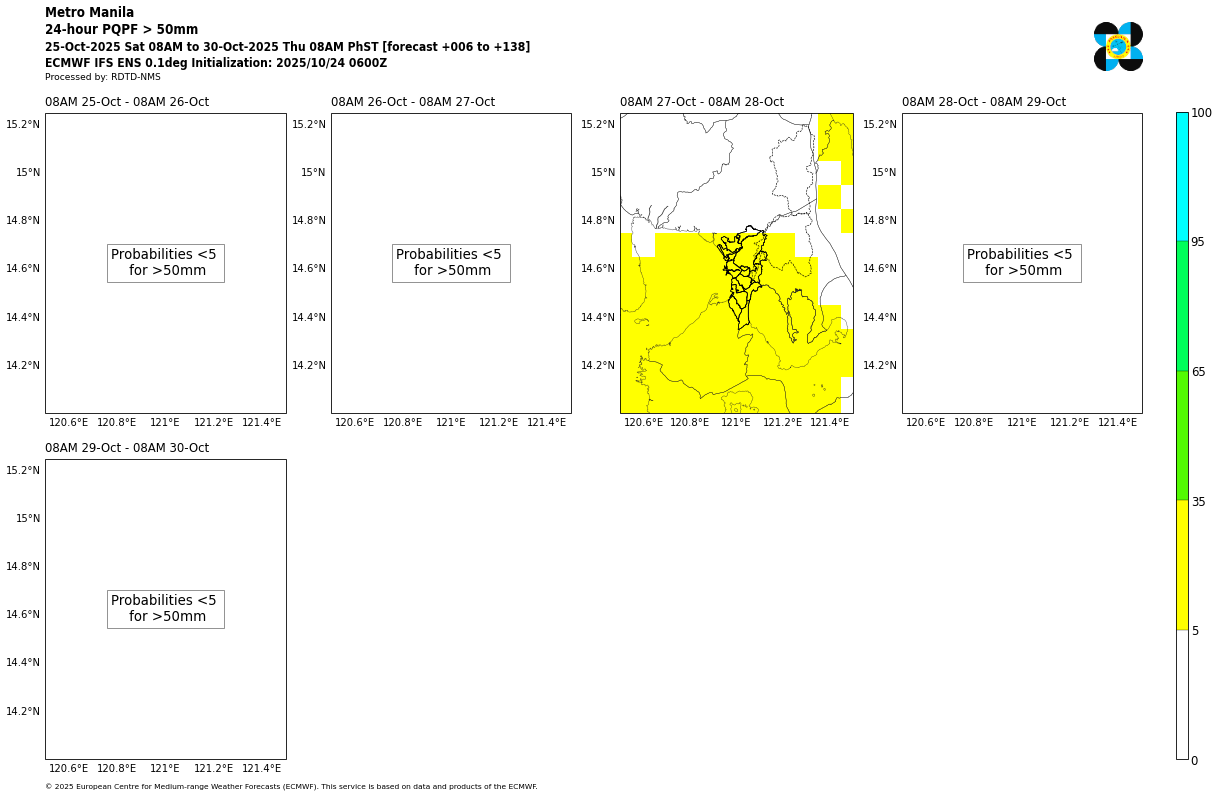 Metro Manila
24-hour PQPF > 50mm
25-Oct-2025 Sat 08AM to 30-Oct-2025 Thu 08AM PhST [forecast +006 to +138]
ECMWF IFS ENS 0.1deg Initialization: 2025/10/24 0600Z
Processed by: RDTD-NMS
08AM 25-Oct - 08AM 26-Oct
15.2°N
15°N
14.8°N
14.6°N
14.4°N
14.2°N
Probabilities <5
for >50mm
120.6°E 120.8°E 121°E 121.2°E 121.4°E
08AM 26-Oct - 08AM 27-Oct
15.2°N
15°N
14.8°N
14.6°N
14.4°N
14.2°N
Probabilities <5
for >50mm
120.6°E 120.8°E 121°E 121.2°E 121.4°E
08AM 27-Oct - 08AM 28-Oct
15.2°N
15°N
14.8°N
14.6°N
14.4°N
14.2°N
120.6°E 120.8°E 121°E 121.2°E 121.4°E
08AM 28-Oct - 08AM 29-Oct
15.2°N
15°N
14.8°N
14.6°N
14.4°N
14.2°N
Probabilities <5
for >50mm
120.6°E 120.8°E 121°E 121.2°E 121.4°E
100
95
65
35
5
0
08AM 29-Oct - 08AM 30-Oct
15.2°N
15°N
14.8°N
14.6°N
14.4°N
14.2°N
Probabilities <5
for >50mm
120.6°E 120.8°E 121°E 121.2°E 121.4°E
© 2025 European Centre for Medium-range Weather Forecasts (ECMWF). This service is based on data and products of the ECMWF.